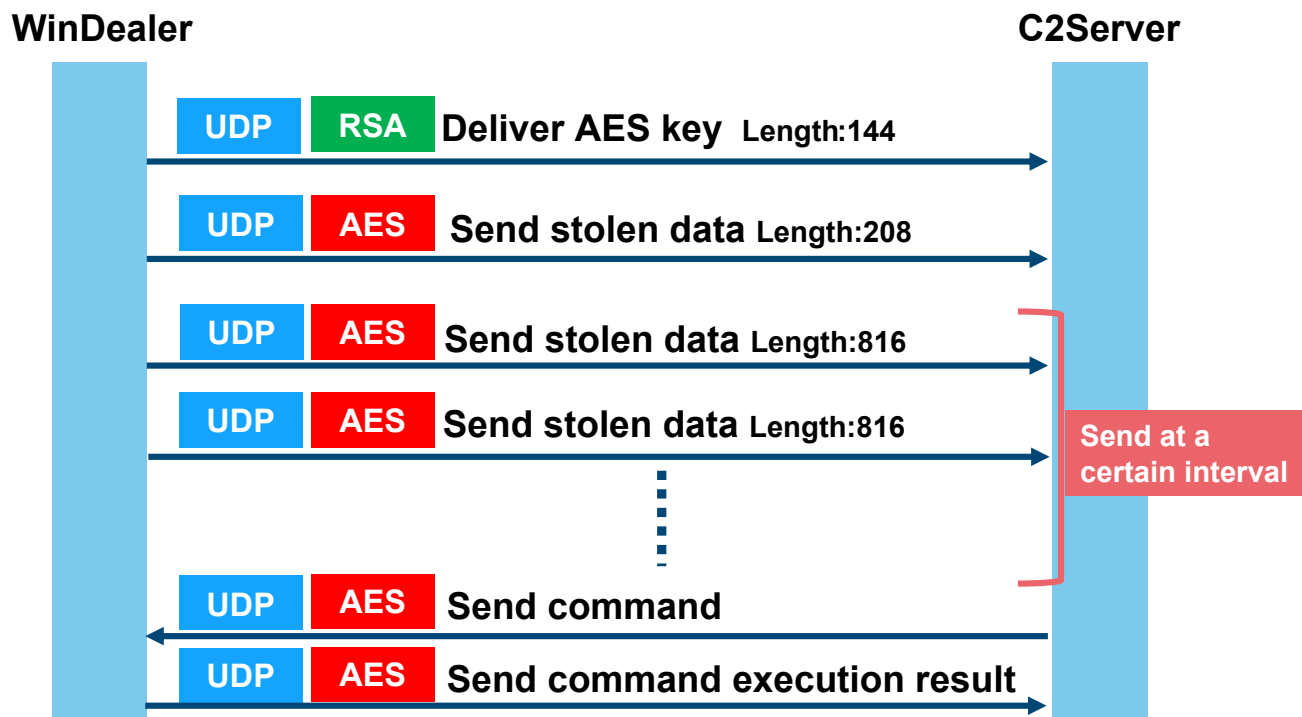 WinDealer C2Server
UDP RSA Deliver AES key Length:144
UDP AES Send stolen data Length:208
UDP AES Send stolen data Length:816
UDP AES Send stolen data Length:816
Send at a
certain interval
UDP AES Send command
UDP AES Send command execution result